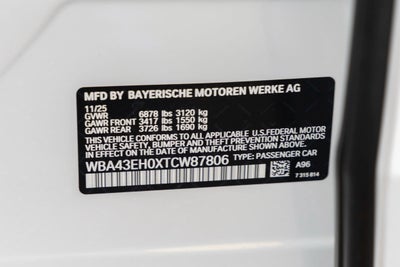 MFD BY BAYERISCHE MOTOREN WERKE AG
11/25
GVWR 6878 lbs 3120 kg
GAWR FRONT 3417 lbs 1550 kg
GAWR REAR 3726 lbs 1690 kg
THIS VEHICLE CONFORMS TO ALL APPLICABLE U.S.FEDERAL MOTOR
VEHICLE SAFETY AND THEFT PREVENTION STANDARDS
IN EFFECT ON THE DATE OF MANUFACTURE SHOWN ABOVE.
WBA43EH0XTCW87806 TYPE: PASSENGER CAR
A96
7 315 614